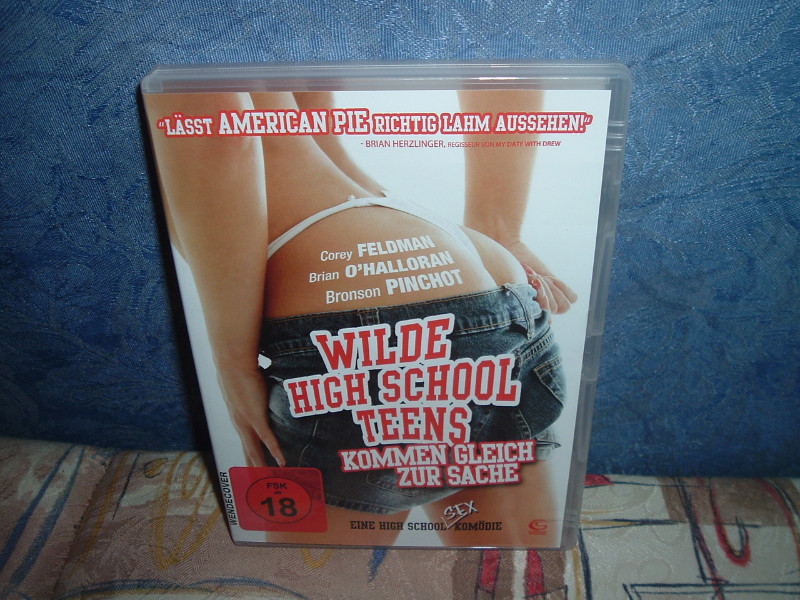 "LÄSST AMERICAN PIE RICHTIG LAHM AUSSEHEN!"
- BRIAN HERZLINGER, REGISSEUR VON MY DATE WITH DREW
Corey FELDMAN
Brian O'HALLORAN
Bronson PINCHOT
WILDE
HIGH SCHOOL
TEENS
KOMMEN GLEICH
ZUR SACHE
WENDECOVER
FSK
ab
18
EINE HIGH SCHOOL SEX KOMÖDIE